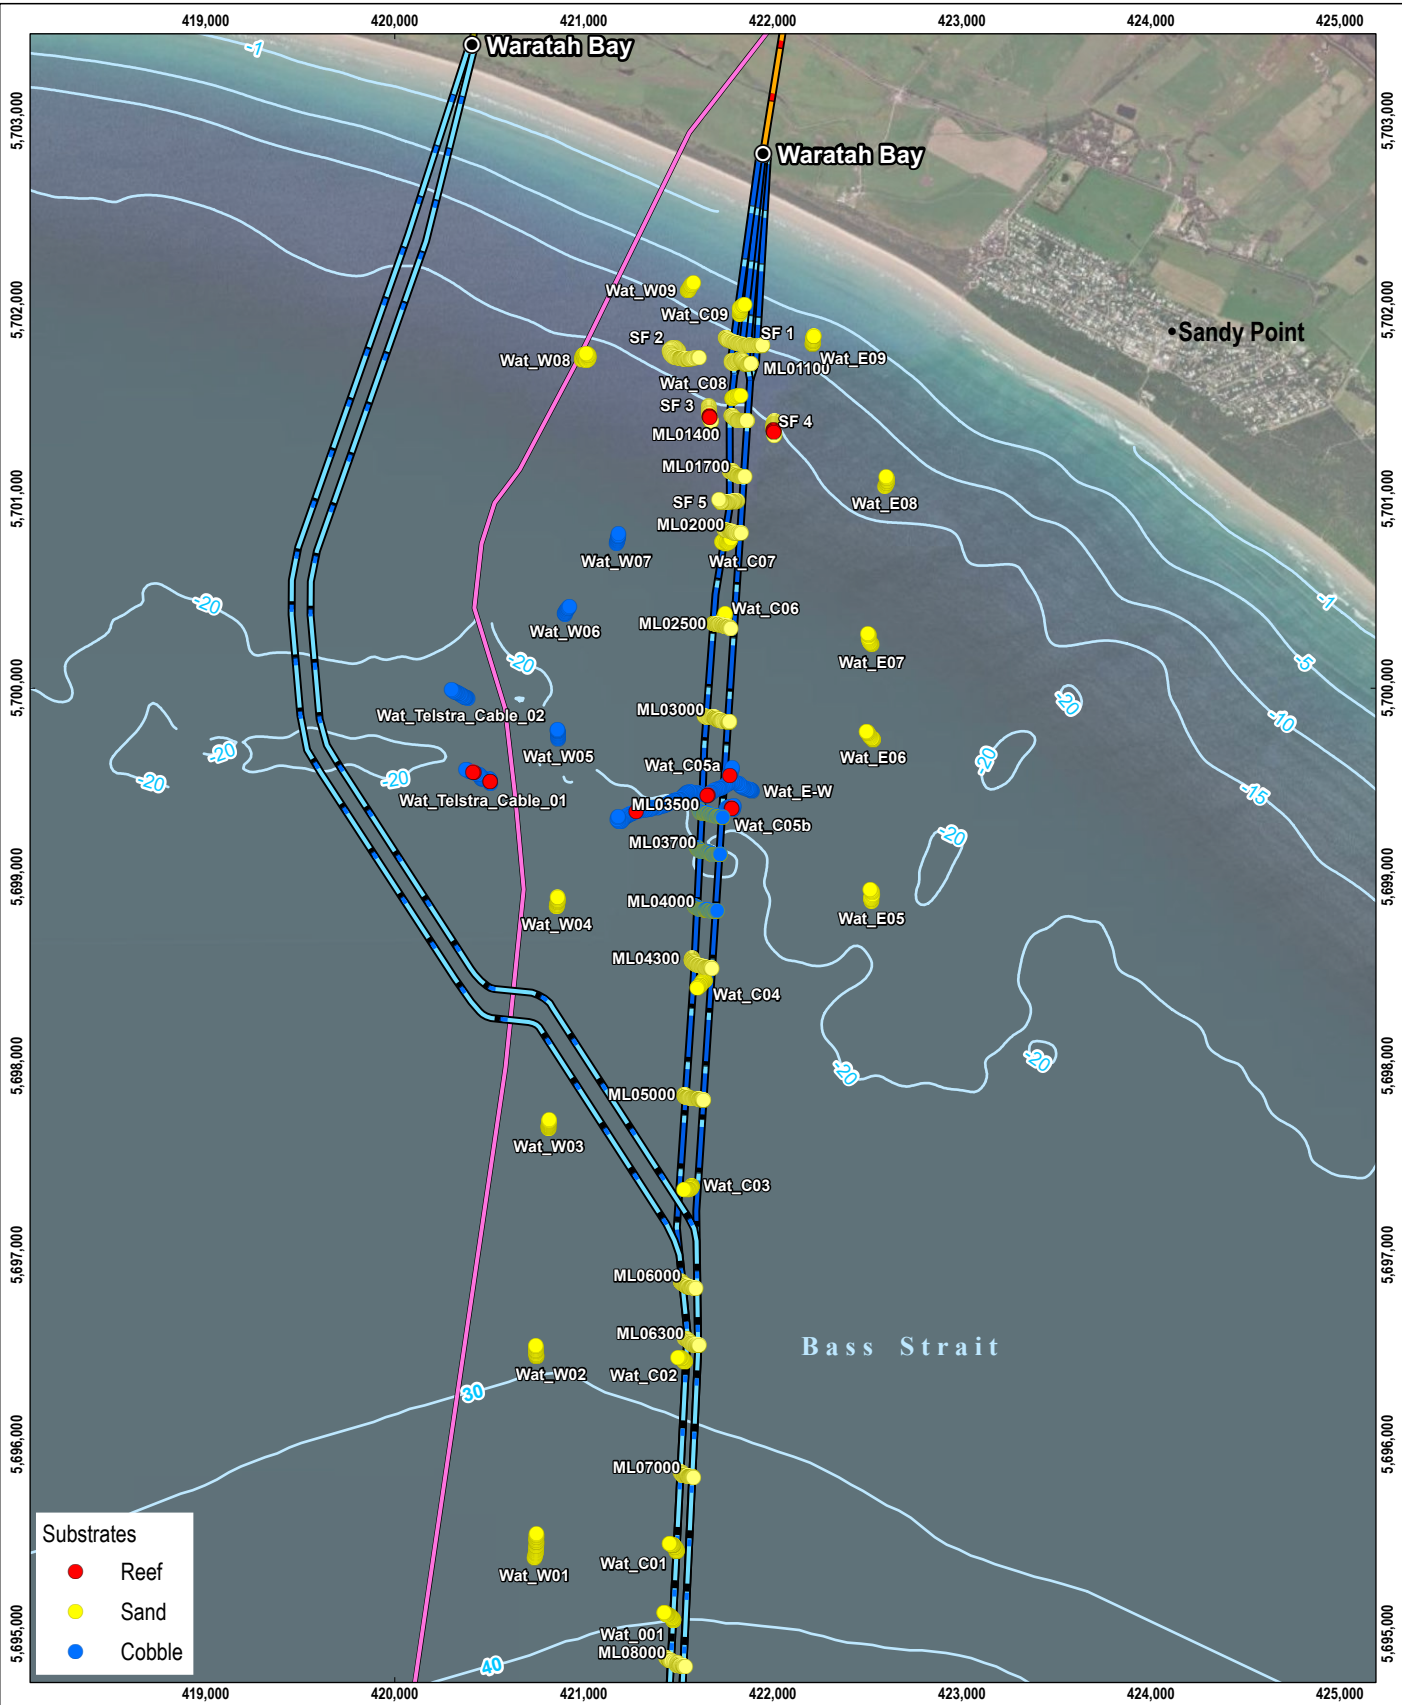 419,000 420,000 421,000 422,000 423,000 424,000 425,000
-1
Waratah Bay
5,703,000
5,703,000
Waratah Bay
5,702,000
5,702,000
Wat_W09
Wat_C09
SF 1
SF 2
Sandy Point
Wat_W08
Wat_E09
ML01100
Wat_C08
SF 3
SF 4
ML01400
ML01700
5,701,000
5,701,000
SF 5
Wat_E08
ML02000
Wat_W07
Wat_C07
-20
-1
Wat_C06
ML02500
Wat_W06
-20
Wat_E07
-5
5,700,000
5,700,000
-20
Wat_Telstra_Cable_02
ML03000
-10
Wat_W05
-20
Wat_E06
-20
Wat_C05a
-20
-20
-15
Wat_Telstra_Cable_01
Wat_E-W
ML03500
Wat_C05b
-20
ML03700
5,699,000
5,699,000
ML04000
Wat_W04
Wat_E05
ML04300
Wat_C04
5,698,000
5,698,000
-20
-20
ML05000
Wat_W03
Wat_C03
5,697,000
5,697,000
ML06000
ML06300
Bass Strait
Wat_W02
Wat_C02
30
5,696,000
5,696,000
ML07000
Substrates
Reef
Sand
Cobble
Wat_C01
Wat_W01
5,695,000
5,695,000
Wat_001
ML08000
40
419,000 420,000 421,000 422,000 423,000 424,000 425,000